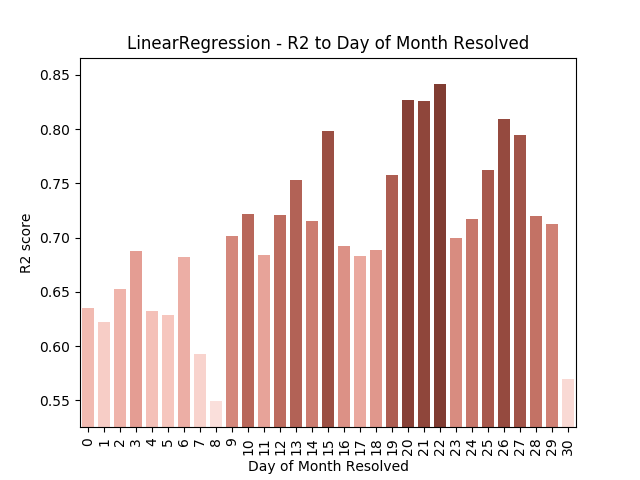 LinearRegression - R2 to Day of Month Resolved
0.85
0.80
0.75
0.70
0.65
0.60
0.55
R2 score
0 1 2 3 4 5 6 7 8 9 10 11 12 13 14 15 16 17 18 19 20 21 22 23 24 25 26 27 28 29 30
Day of Month Resolved